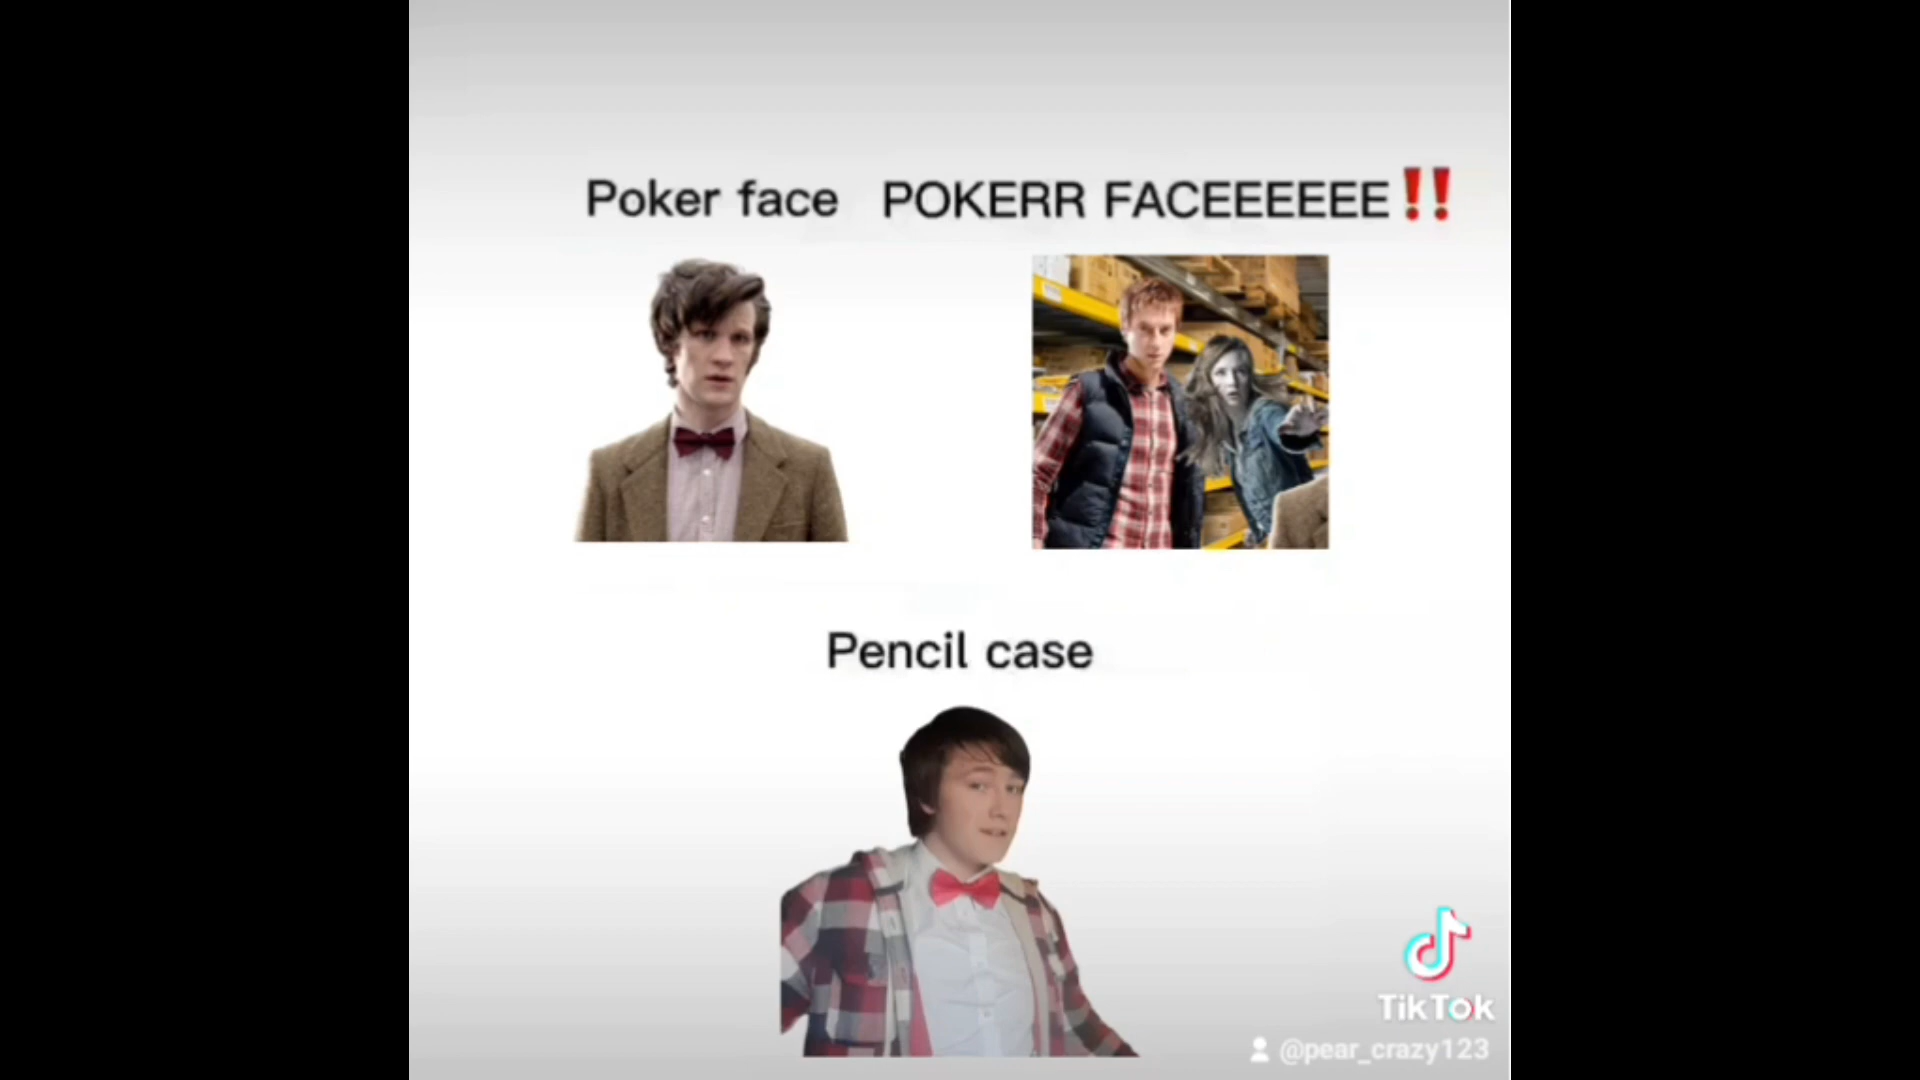 Poker face
POKERR FACEEEEEE‼️
Pencil case
TikTok
@pear_crazy123